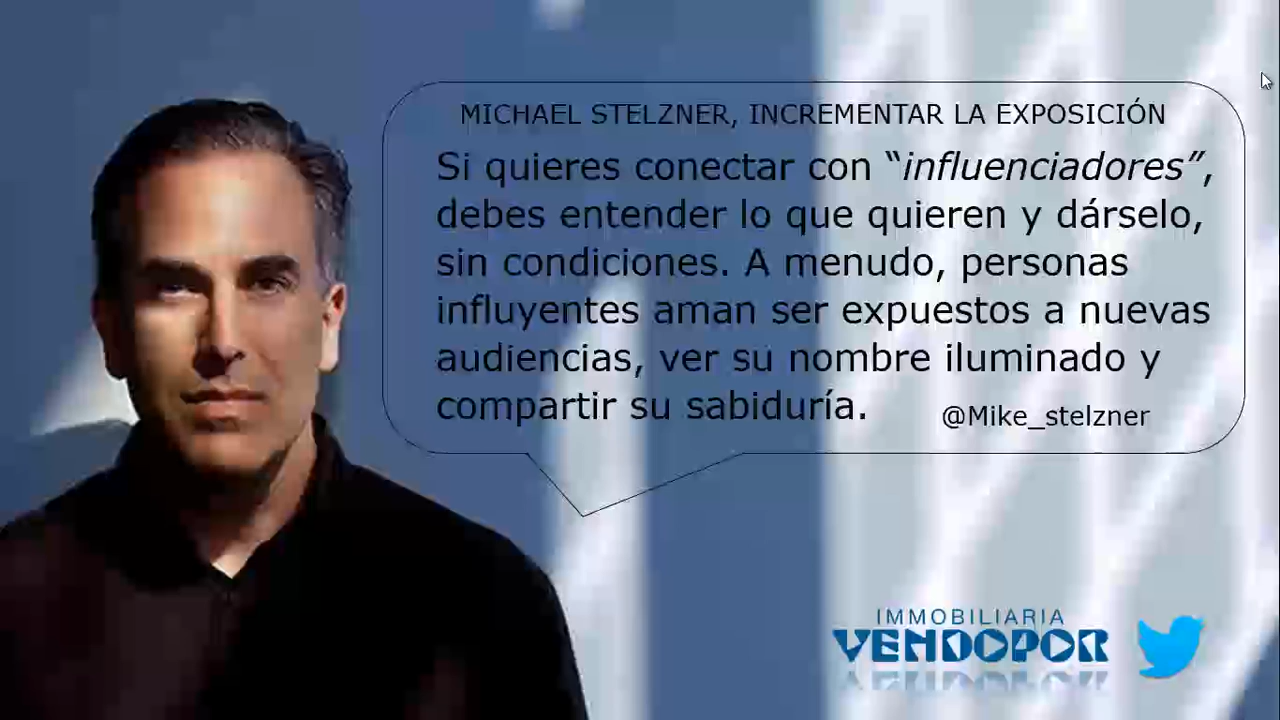 MICHAEL STELZNER, INCREMENTAR LA EXPOSICIÓN
Si quieres conectar con “influenciadores”,
debes entender lo que quieren y dárselo,
sin condiciones. A menudo, personas
influyentes aman ser expuestos a nuevas
audiencias, ver su nombre iluminado y
compartir su sabiduría.
@Mike_stelzner
IMMOBILIARIA
VENDOPOR